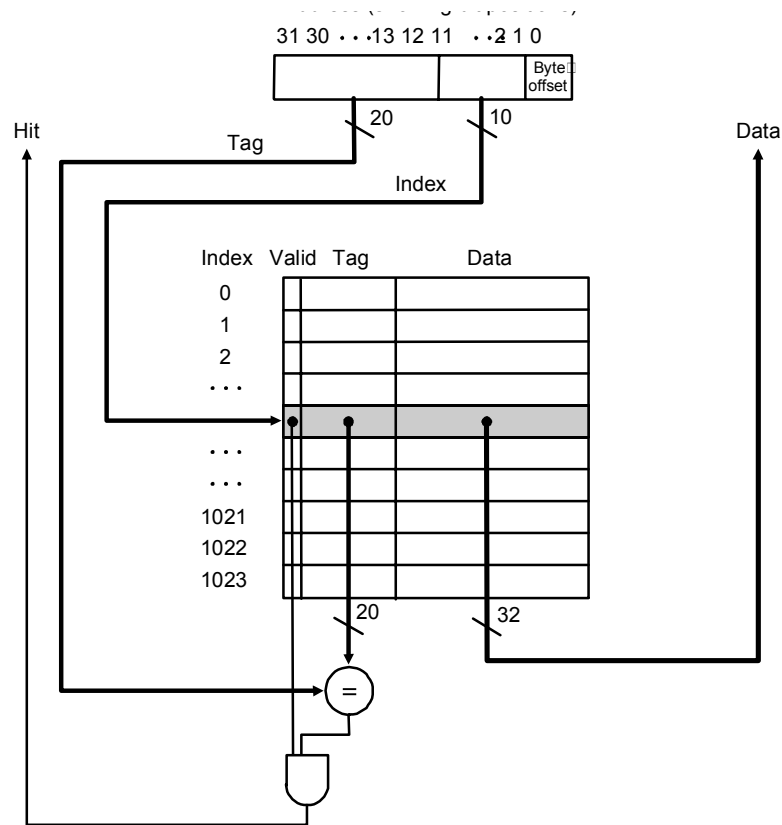 31 30 · · · 13 12 11 · · · 2 1 0
Byte
offset
20
10
Hit
Data
Tag
Index
Index Valid Tag Data
0
1
2
· · ·
· · ·
· · ·
1021
1022
1023
20
32
=